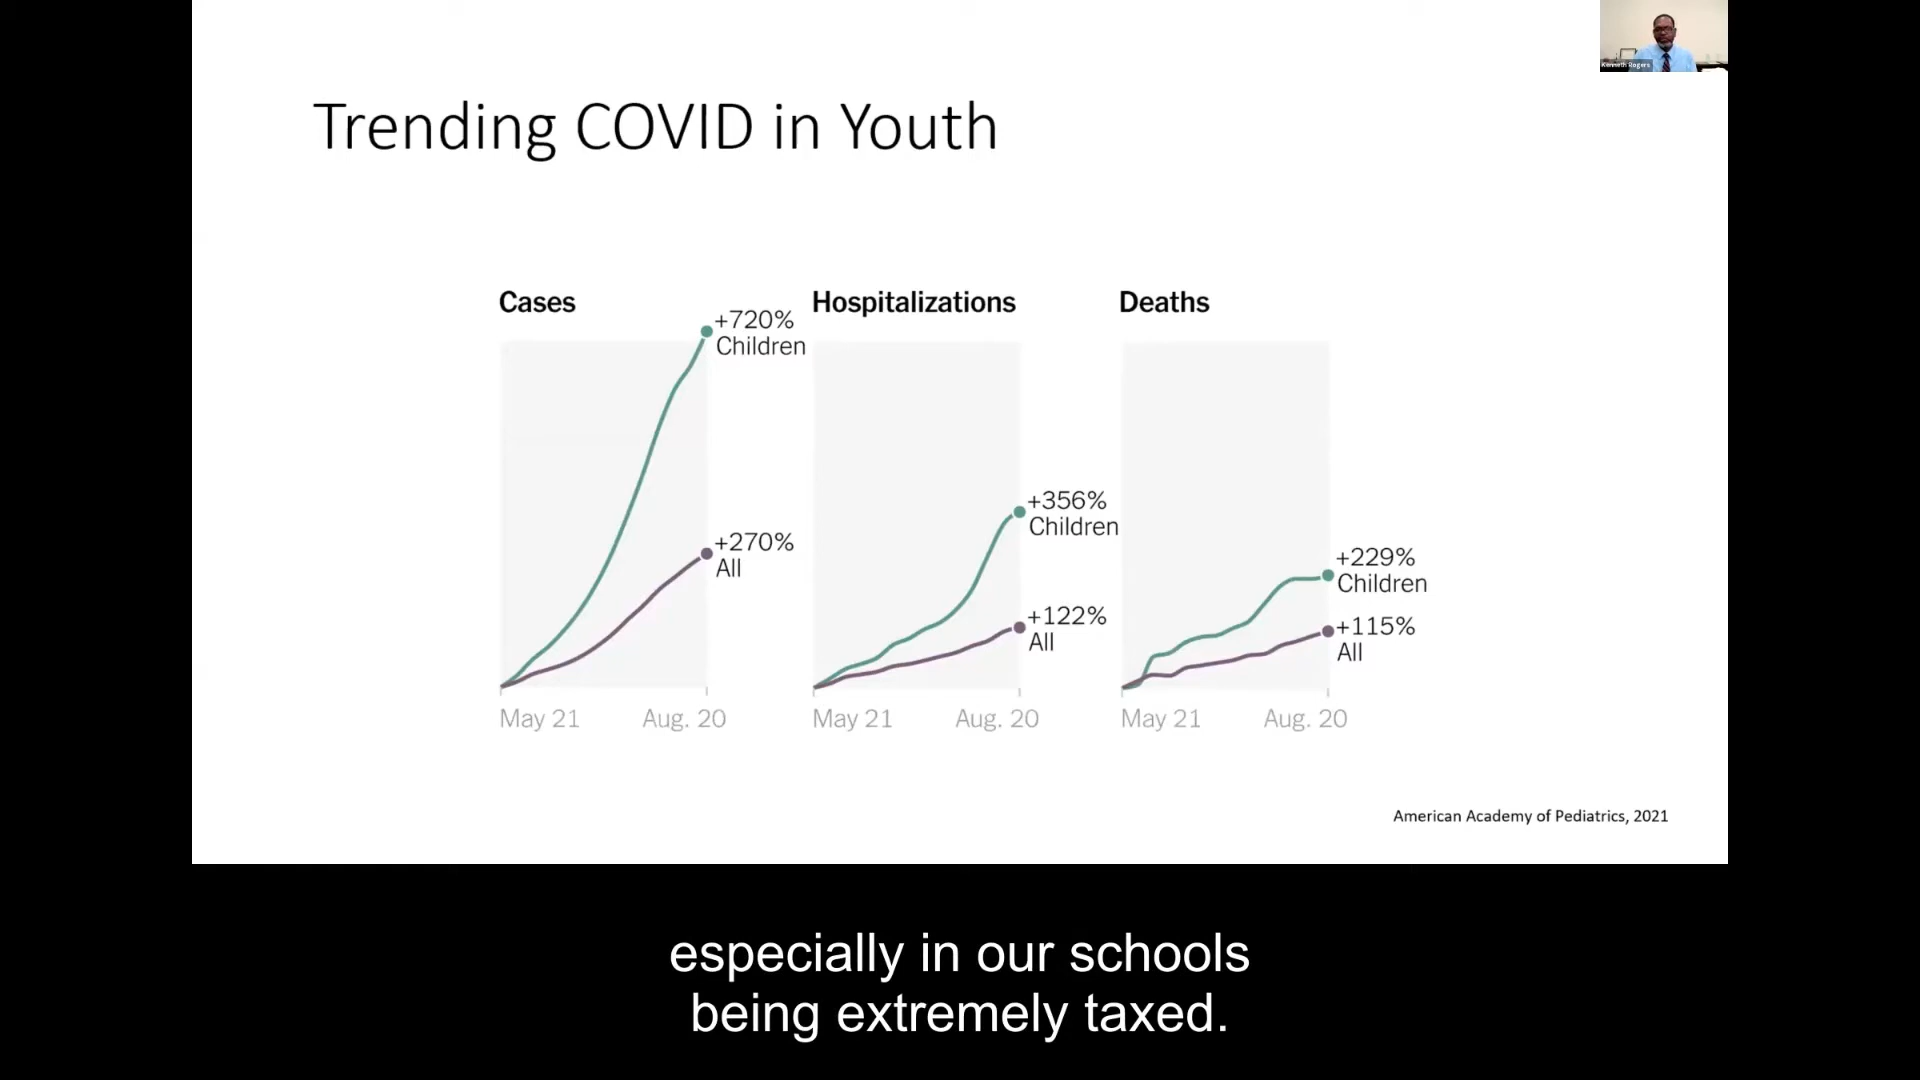 Kenneth Rogers
Trending COVID in Youth
Cases
+720%
Children
+270%
All
May 21
Aug. 20
Hospitalizations
+356%
Children
+122%
All
May 21
Aug. 20
Deaths
+229%
Children
+115%
All
May 21
Aug. 20
American Academy of Pediatrics, 2021
especially in our schools
being extremely taxed.